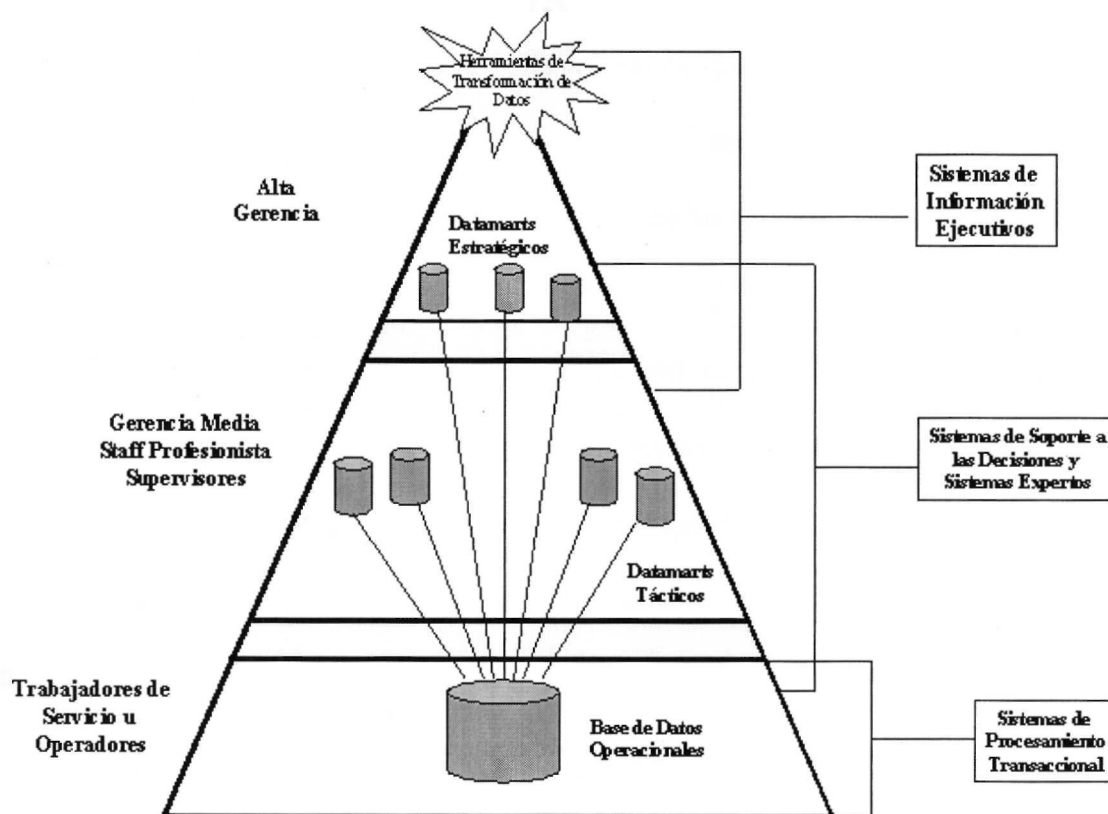 Herramientas de
Transformación de
Datos
Alta
Gerencia
Datamarts
Estratégicos
Sistemas de
Información
Ejecutivos
Gerencia Media
Staff Profesionista
Supervisores
Sistemas de Soporte a
las Decisiones y
Sistemas Expertos
Datamarts
Tácticos
Trabajadores de
Servicio u
Operadores
Base de Datos
Operacionales
Sistemas de
Procesamiento
Transaccional